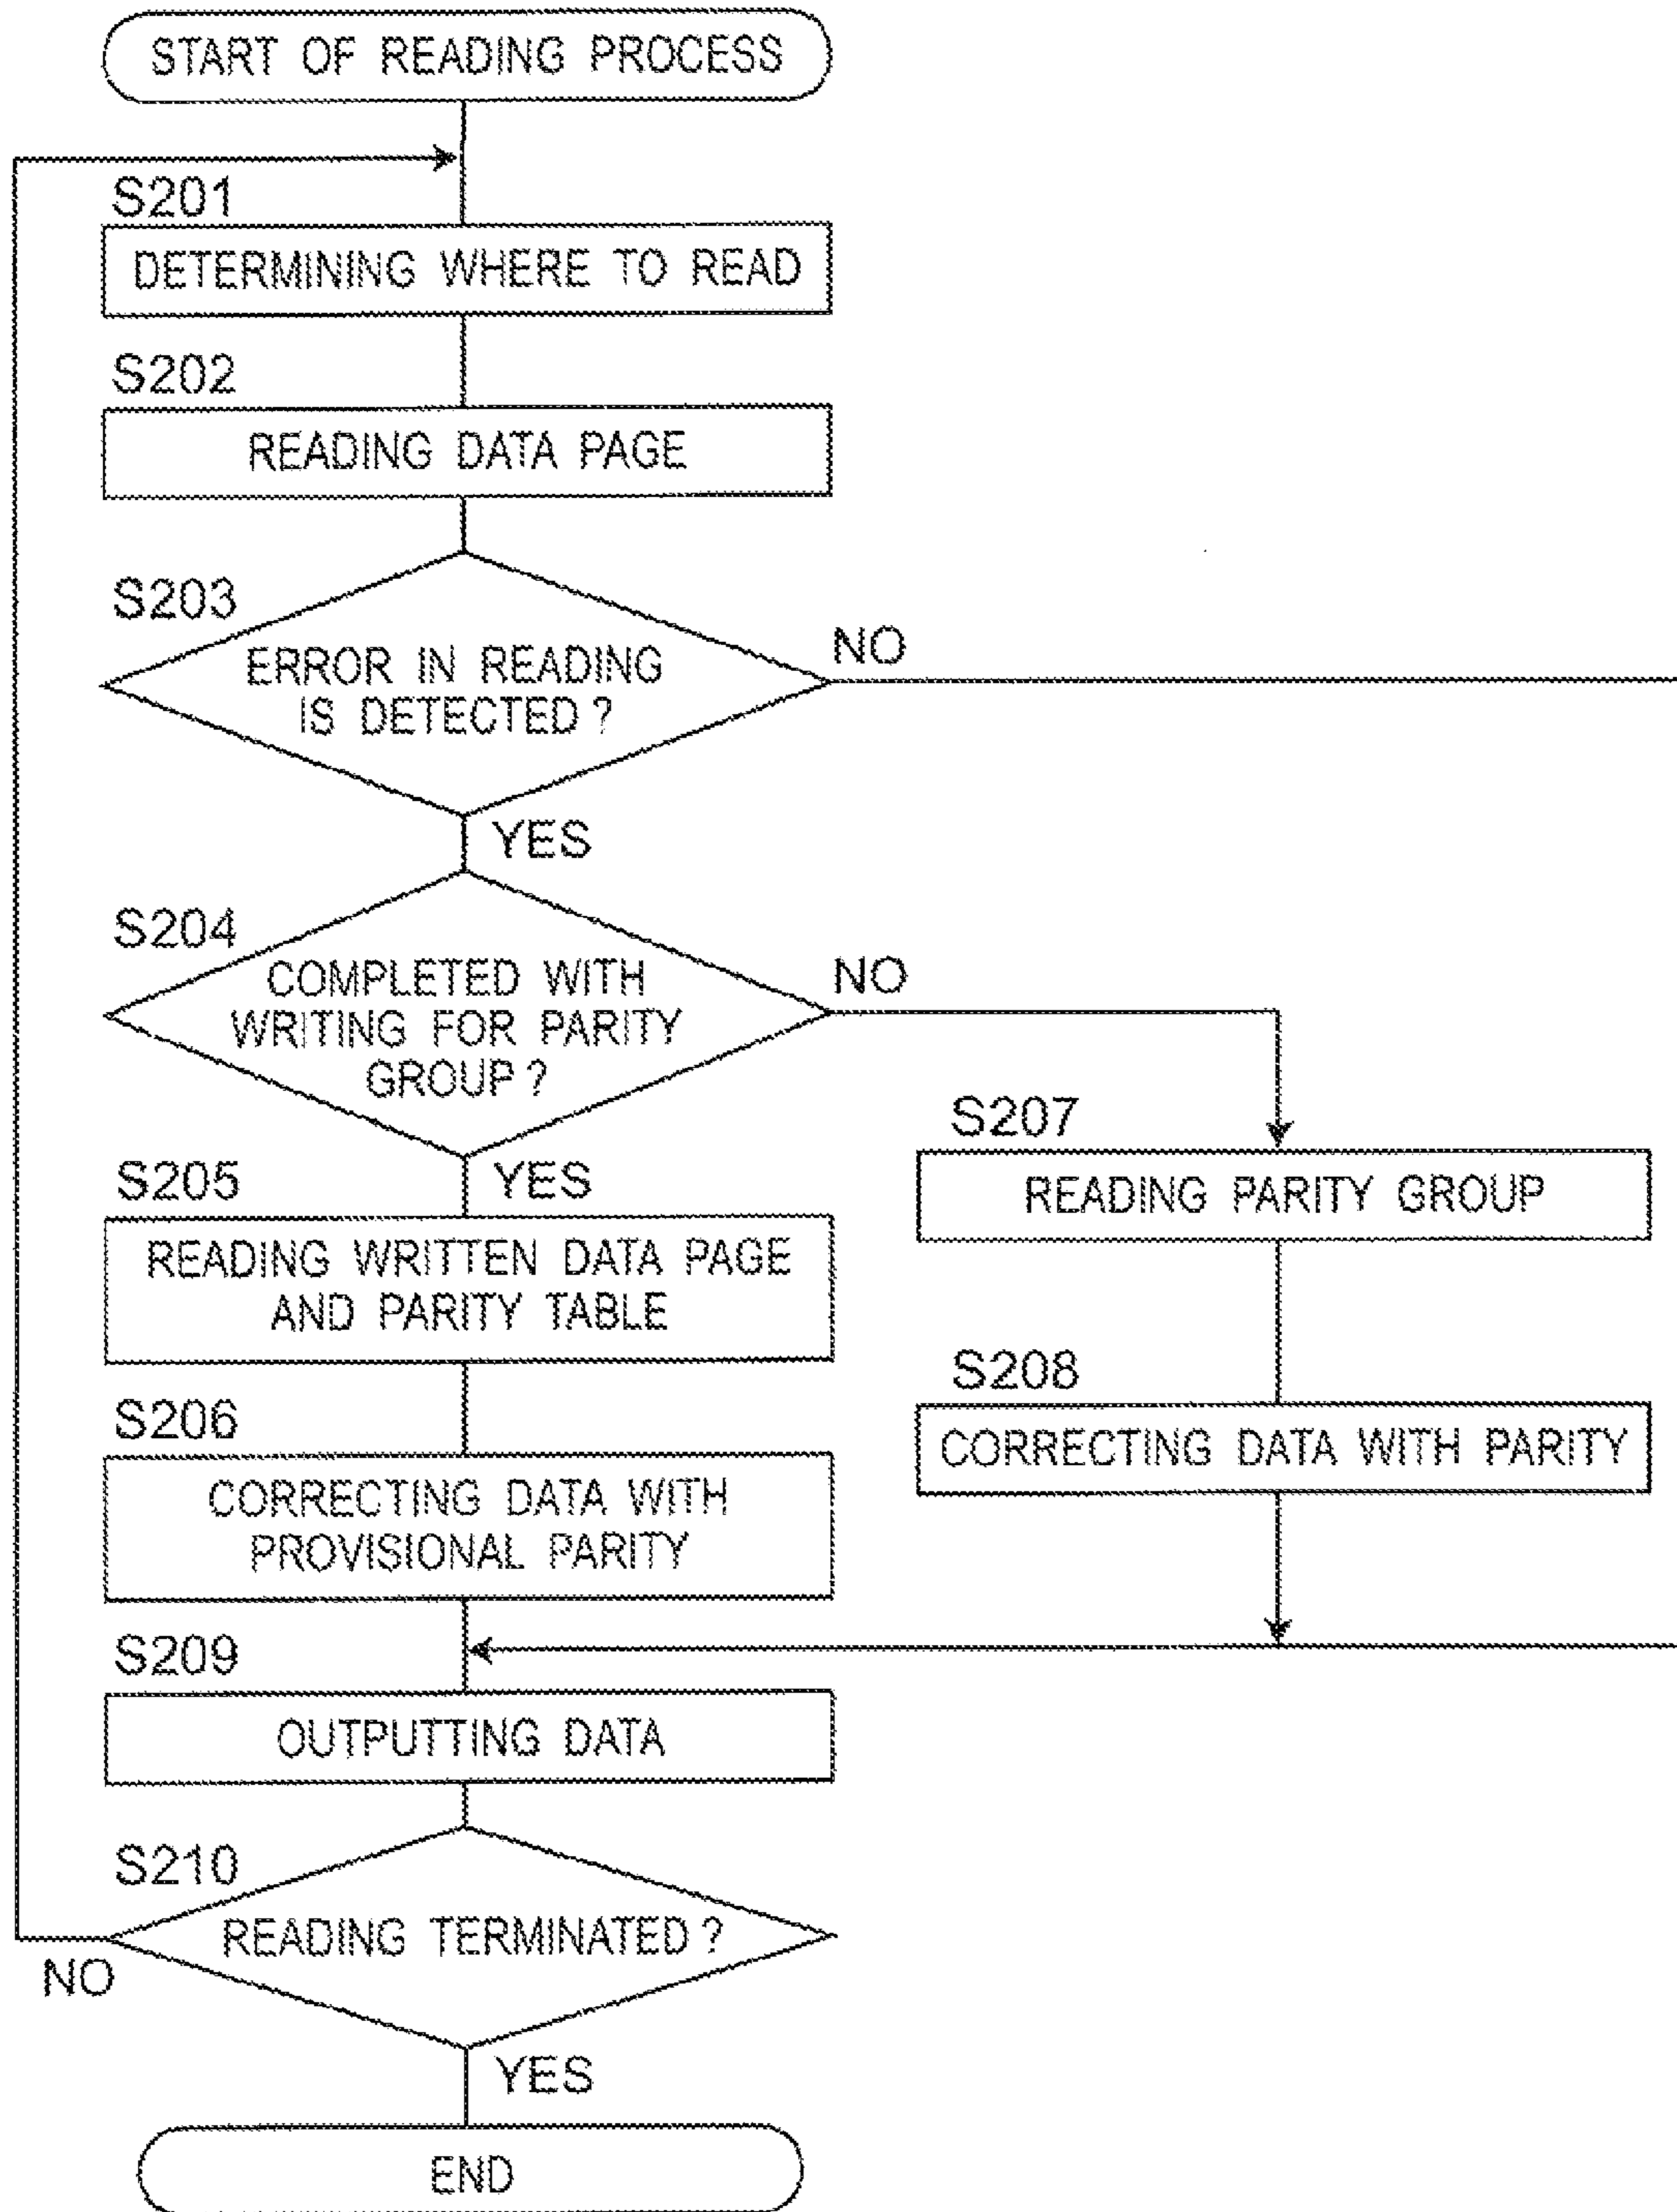 START OF READING PROCESS
S201
DETERMINING WHERE TO READ
S202
READING DATA PAGE
S203
ERROR IN READING
IS DETECTED?
NO
YES
S204
COMPLETED WITH
WRITING FOR PARITY
GROUP?
NO
YES
S205
READING WRITTEN DATA PAGE
AND PARITY TABLE
S207
READING PARITY GROUP
S206
CORRECTING DATA WITH
PROVISIONAL PARITY
S208
CORRECTING DATA WITH PARITY
S209
OUTPUTTING DATA
S210
READING TERMINATED?
NO
YES
END